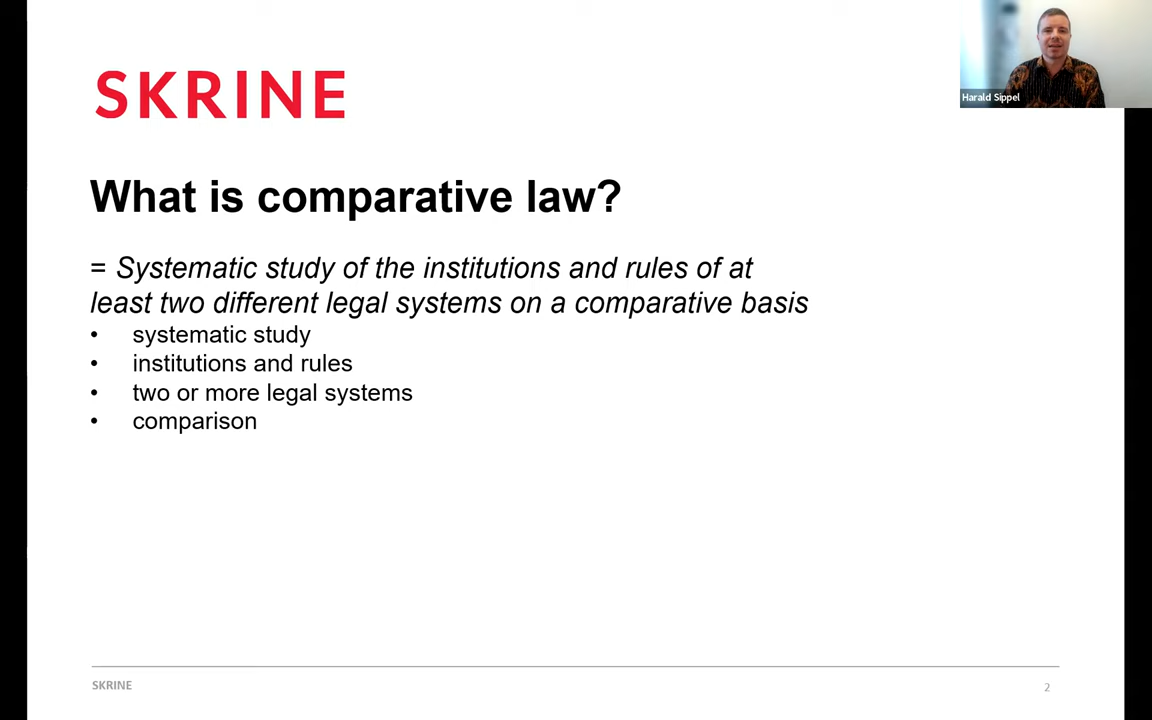 SKRINE
Harald Sippel
What is comparative law?
= Systematic study of the institutions and rules of at
least two different legal systems on a comparative basis
• systematic study
• institutions and rules
• two or more legal systems
• comparison
SKRINE
2